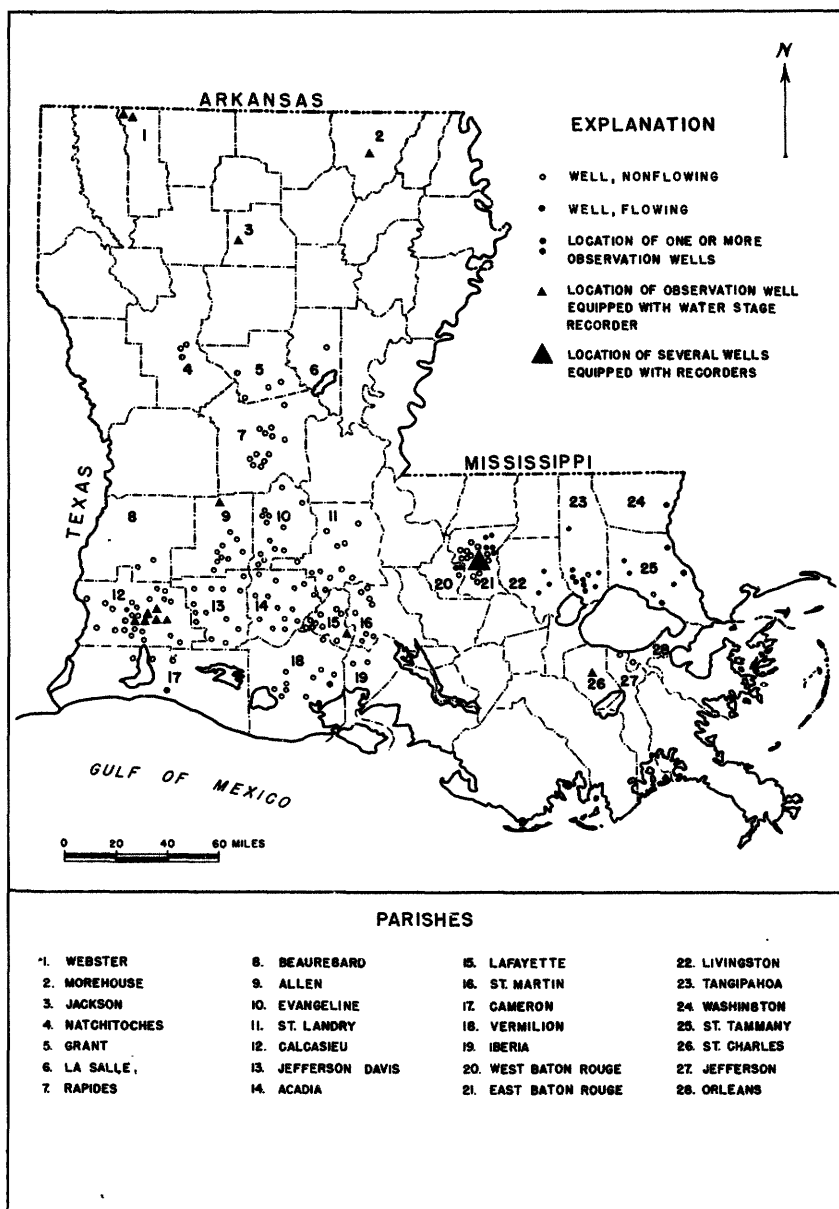 N
ARKANSAS
1
2
3
4
5
6
7
8
9
10
11
12
13
14
15
16
17
18
19
20
21
22
23
24
25
26
27
28
TEXAS
MISSISSIPPI
GULF OF MEXICO
0 20 40 60 MILES
EXPLANATION
WELL, NONFLOWING
WELL, FLOWING
LOCATION OF ONE OR MORE
OBSERVATION WELLS
LOCATION OF OBSERVATION WELL
EQUIPPED WITH WATER STAGE
RECORDER
LOCATION OF SEVERAL WELLS
EQUIPPED WITH RECORDERS
PARISHES
1. WEBSTER
2. MOREHOUSE
3. JACKSON
4. NATCHITOCHES
5. GRANT
6. LA SALLE,
7. RAPIDES
8. BEAUREGARD
9. ALLEN
10. EVANGELINE
11. ST. LANDRY
12. CALCASIEU
13. JEFFERSON DAVIS
14. ACADIA
15. LAFAYETTE
16. ST. MARTIN
17. CAMERON
18. VERMILION
19. IBERIA
20. WEST BATON ROUGE
21. EAST BATON ROUGE
22. LIVINGSTON
23. TANGIPAHOA
24. WASHINGTON
25. ST. TAMMANY
26. ST. CHARLES
27. JEFFERSON
28. ORLEANS